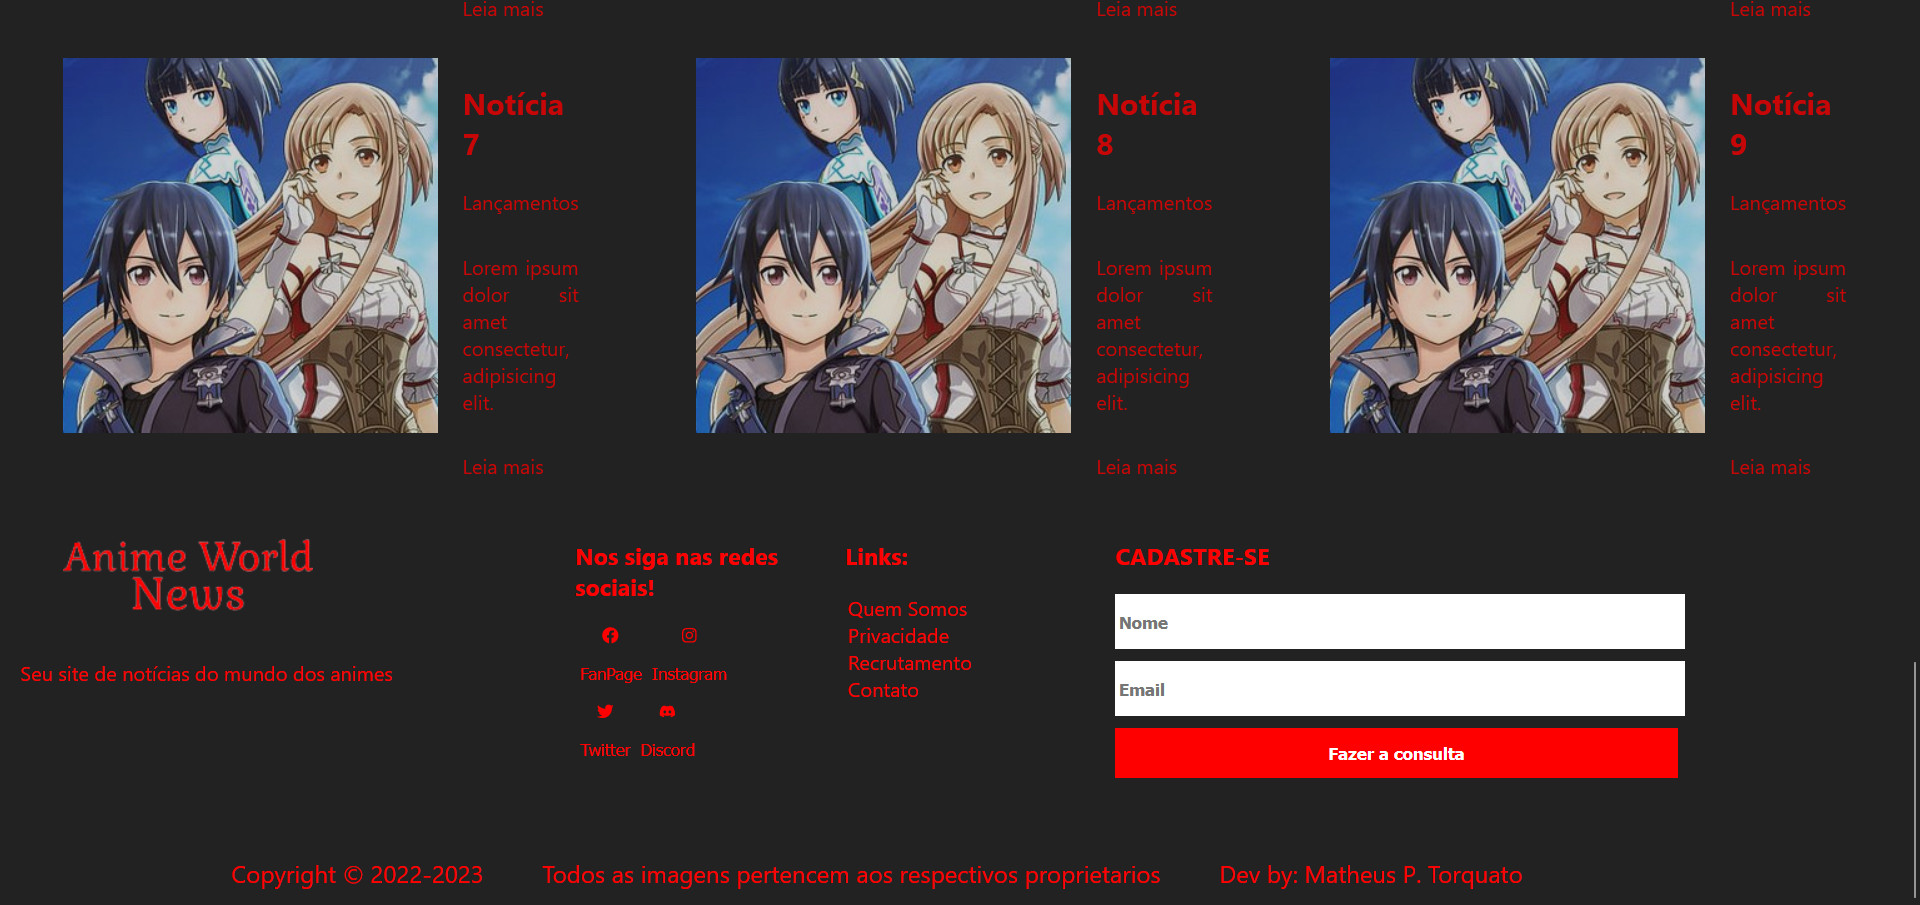 Leia mais
Leia mais
Leia mais
Notícia
7
Lançamentos
Lorem ipsum
dolor sit
amet
consectetur,
adipisicing
elit.
Leia mais
Notícia
8
Lançamentos
Lorem ipsum
dolor sit
amet
consectetur,
adipisicing
elit.
Leia mais
Notícia
9
Lançamentos
Lorem ipsum
dolor sit
amet
consectetur,
adipisicing
elit.
Leia mais
Anime World
News
Seu site de notícias do mundo dos animes
Nos siga nas redes
sociais!
FanPage Instagram
Twitter Discord
Links:
Quem Somos
Privacidade
Recrutamento
Contato
CADASTRE-SE
Nome
Email
Fazer a consulta
Copyright © 2022-2023 Todos as imagens pertencem aos respectivos proprietarios Dev by: Matheus P. Torquato